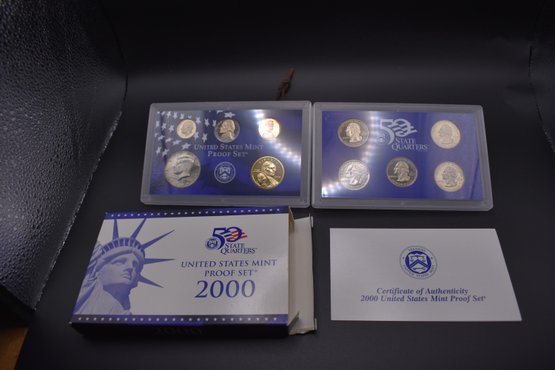 UNITED STATES MINT
PROOF SET®
50
STATE
QUARTERS®
50
STATE
QUARTERS®
UNITED STATES MINT
PROOF SET®
2000
Certificate of Authenticity
2000 United States Mint Proof Set®
2000